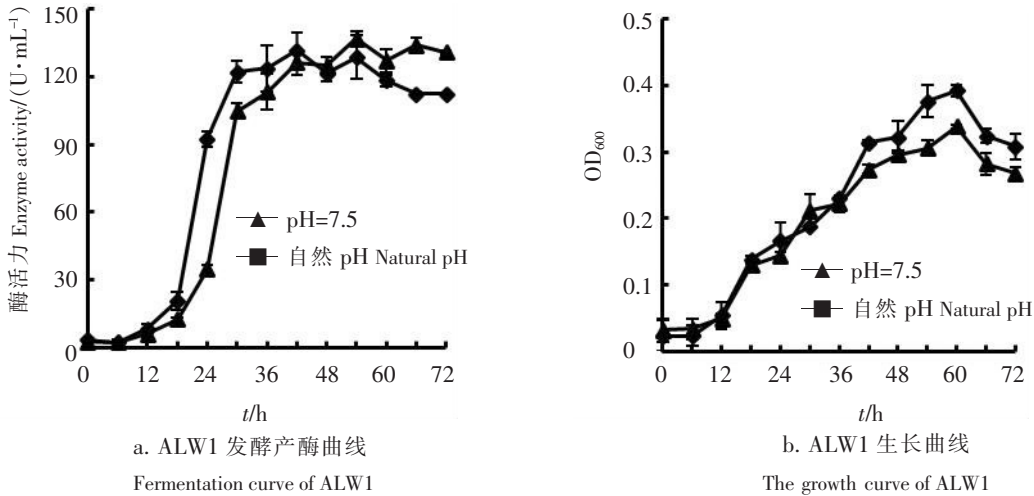 酶活力 Enzyme activity/(U·mL⁻¹)
150
120
90
60
30
0
0 12 24 36 48 60 72
pH=7.5
自然 pH Natural pH
t/h
a. ALW1 发酵产酶曲线
Fermentation curve of ALW1
OD₆₀₀
0.5
0.4
0.3
0.2
0.1
0
0 12 24 36 48 60 72
pH=7.5
自然 pH Natural pH
t/h
b. ALW1 生长曲线
The growth curve of ALW1